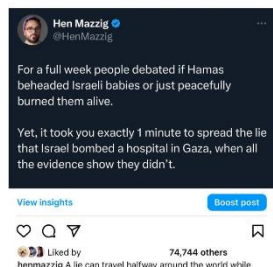 Hen Mazzig
@HenMazzig
For a full week people debated if Hamas
beheaded Israeli babies or just peacefully
burned them alive.
Yet, it took you exactly 1 minute to spread the lie
that Israel bombed a hospital in Gaza, when all
the evidence show they didn't.
View insights
Boost post
Liked by 74,744 others
henmazzig A lie can travel halfway around the world while